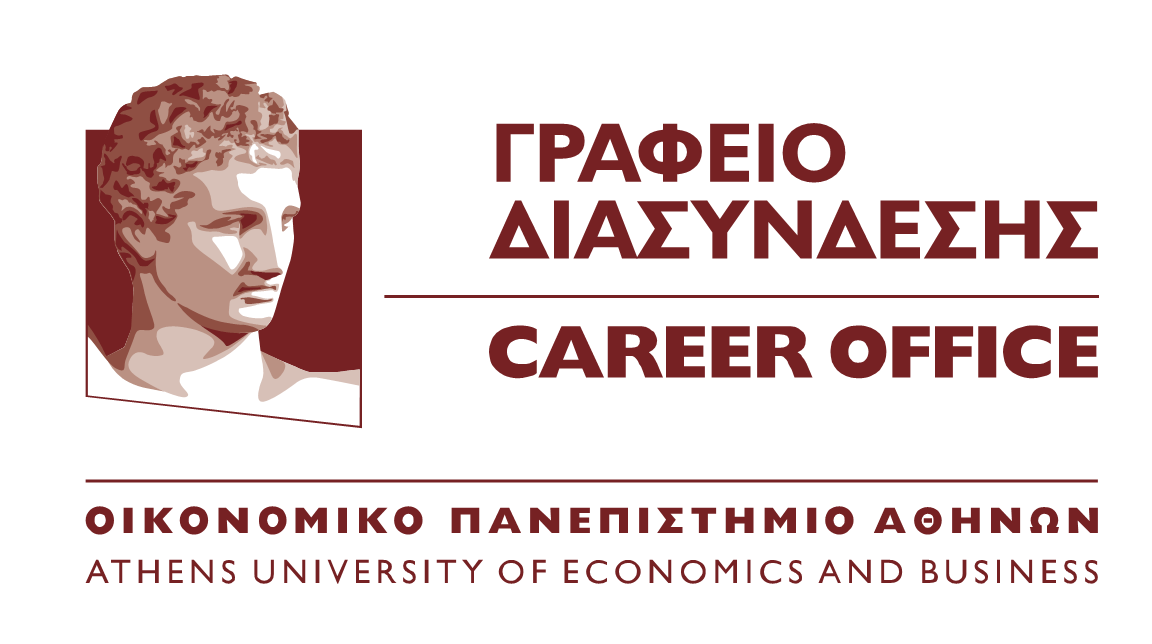 ΓΡΑΦΕΙΟ
ΔΙΑΣΥΝΔΕΣΗΣ
CAREER OFFICE
ΟΙΚΟΝΟΜΙΚΟ ΠΑΝΕΠΙΣΤΗΜΙΟ ΑΘΗΝΩΝ
ATHENS UNIVERSITY OF ECONOMICS AND BUSINESS